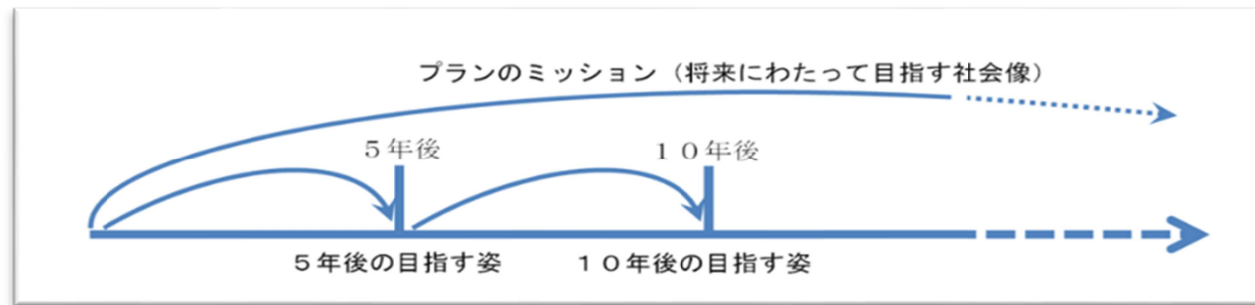 プランのミッション（将来にわたって目指す社会像）
５年後
１０年後
５年後の目指す姿
１０年後の目指す姿